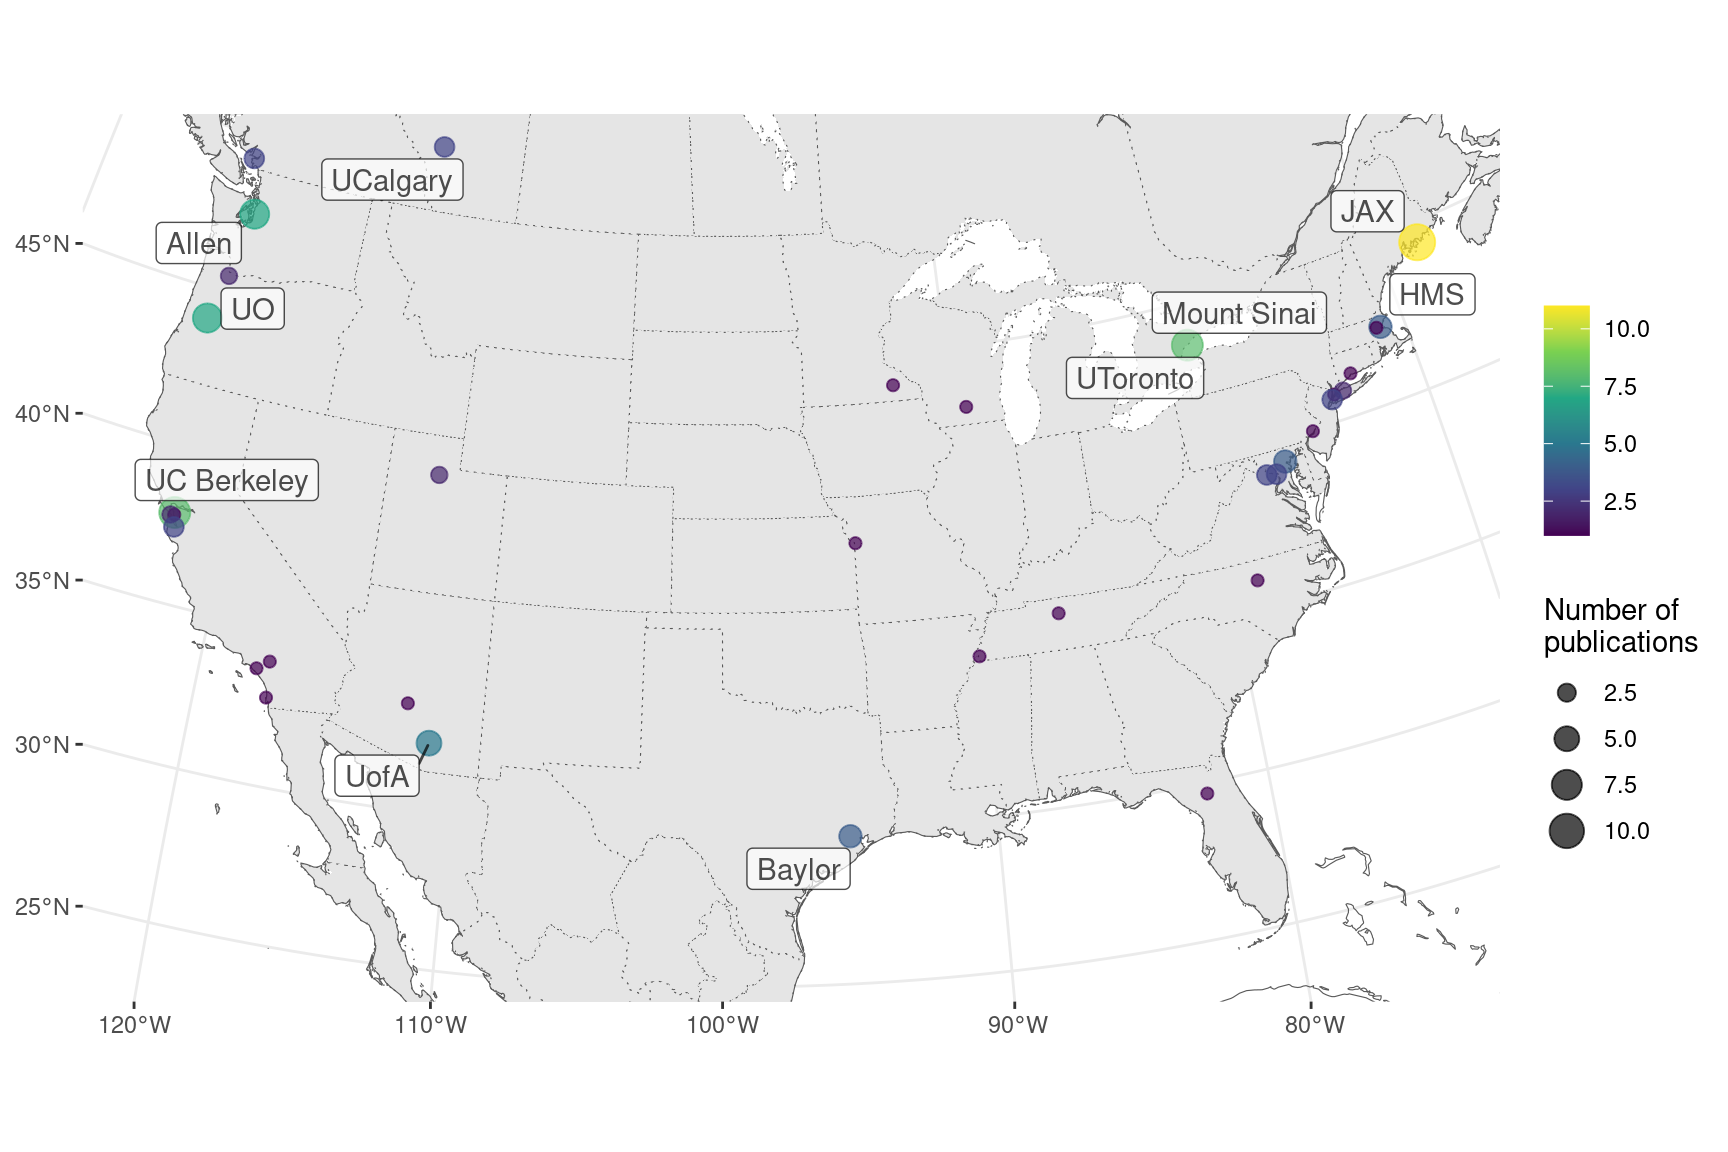 UCalgary
JAX
Allen
HMS
UO
Mount Sinai
UToronto
UC Berkeley
UofA
Baylor
45°N
40°N
35°N
30°N
25°N
120°W
110°W
100°W
90°W
80°W
10.0
7.5
5.0
2.5
Number of
publications
2.5
5.0
7.5
10.0